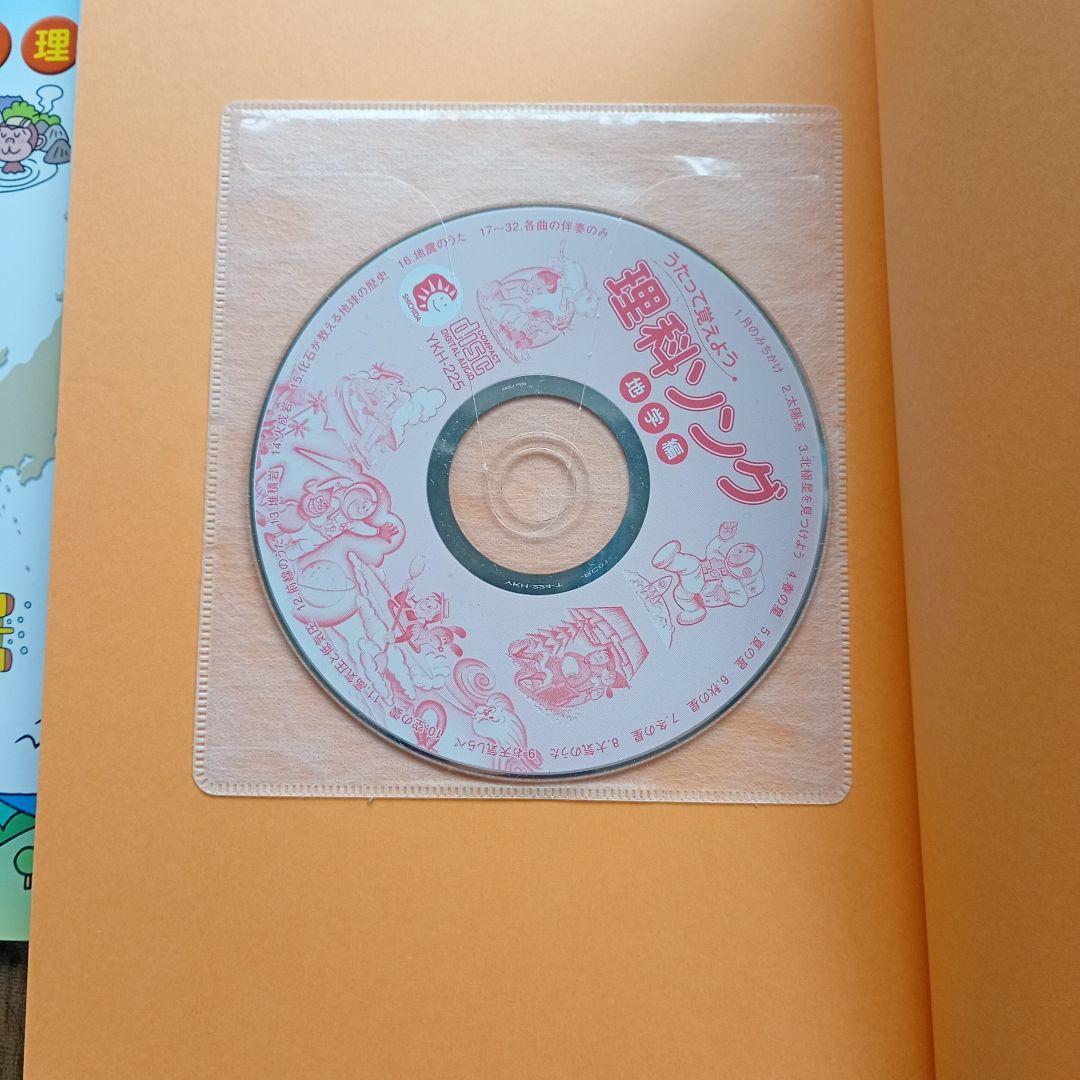 理
うたって覚えよう
理科ソング
地学編
1.月のみちかけ
2.太陽系
3.北極星を見つけよう
4.春の星
5.夏の星
6.秋の星
7.冬の星
8.大気のうた
9.お天気しらべ
10.空の雲
11.高気圧と低気圧
12.前線のうた
13.堆積岩
14.火成岩
15.化石が教える地球の歴史
16.地震のうた
17〜32.各曲の伴奏のみ
SHICHIDA
COMPACT
disc
DIGITAL AUDIO
YKH-225